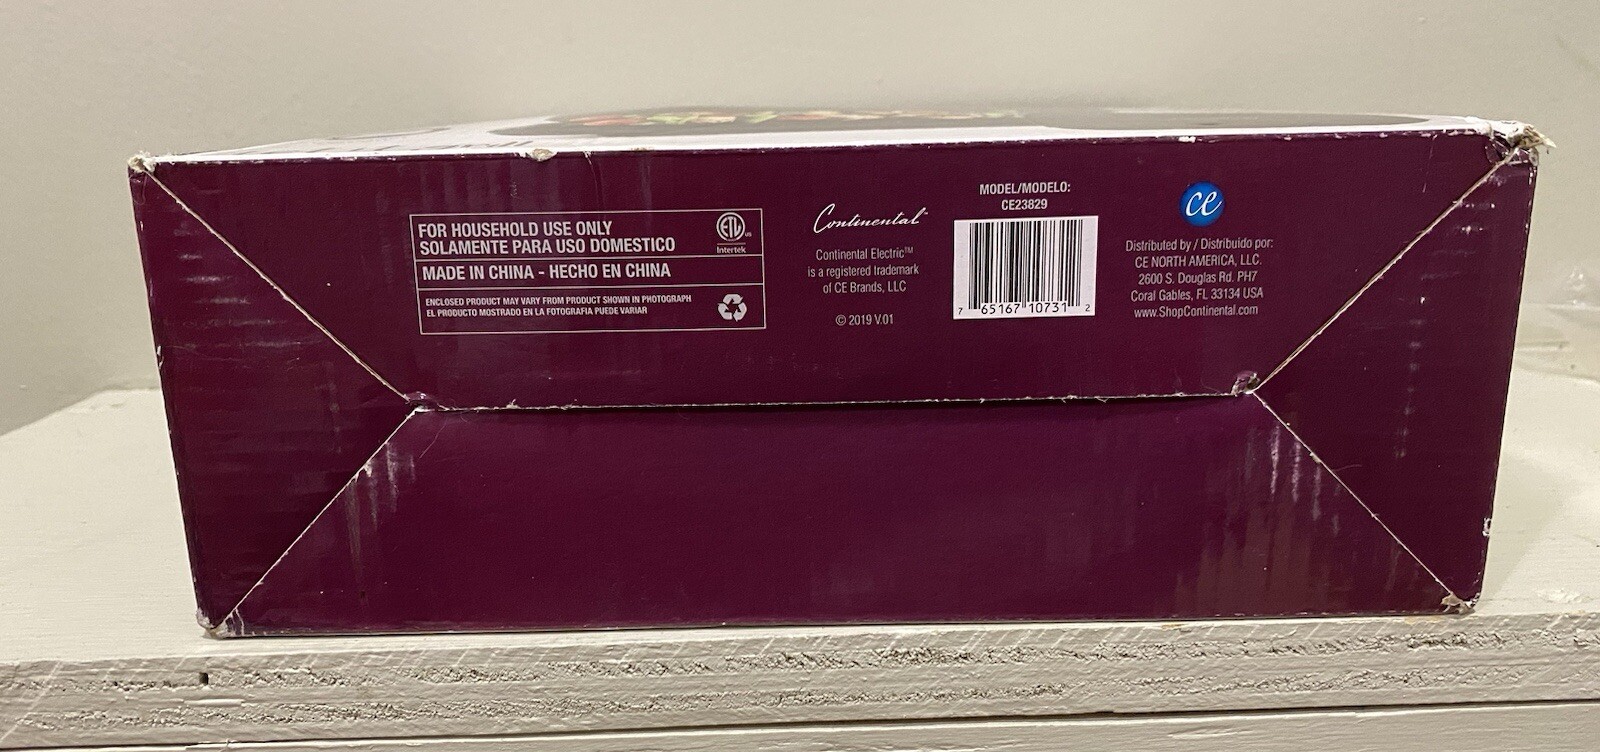 FOR HOUSEHOLD USE ONLY
SOLAMENTE PARA USO DOMESTICO
ETL
us
Intertek
MADE IN CHINA - HECHO EN CHINA
ENCLOSED PRODUCT MAY VARY FROM PRODUCT SHOWN IN PHOTOGRAPH
EL PRODUCTO MOSTRADO EN LA FOTOGRAFIA PUEDE VARIAR
Continental™
Continental Electric™
is a registered trademark
of CE Brands, LLC
© 2019 V.01
MODEL/MODELO:
CE23829
7 65167 10731 2
ce
Distributed by / Distribuido por:
CE NORTH AMERICA, LLC.
2600 S. Douglas Rd. PH7
Coral Gables, FL 33134 USA
www.ShopContinental.com